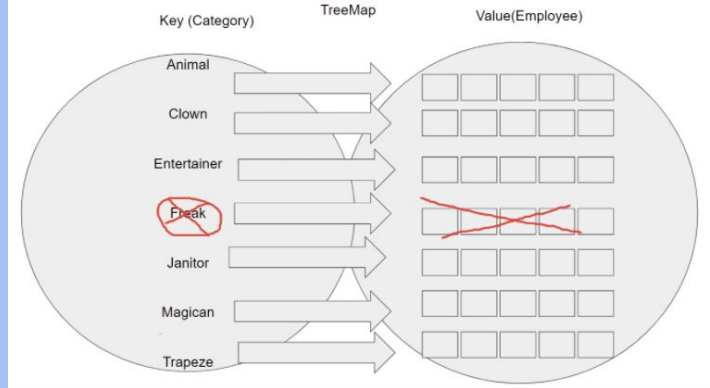 TreeMap
Key (Category)
Value(Employee)
Animal
Clown
Entertainer
Freak
Janitor
Magican
Trapeze